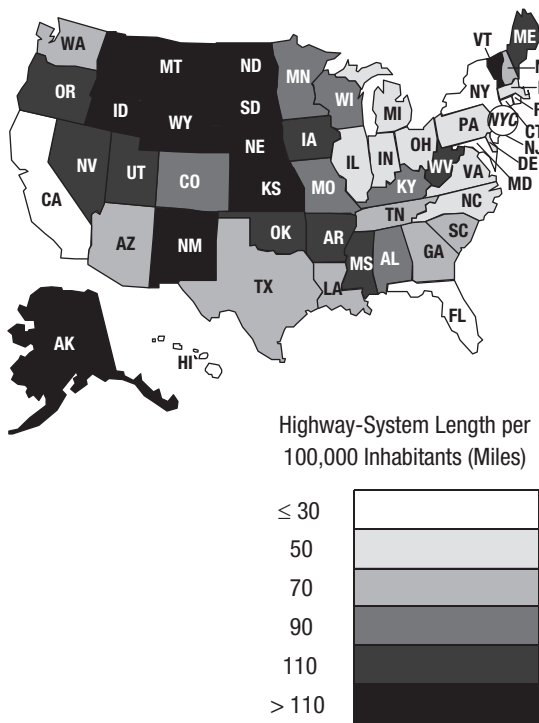 WA
MT
ND
MN
VT
ME
OR
ID
SD
WI
NY
WY
MI
NYC
CT
NJ
DE
MD
NV
UT
NE
IA
IL
IN
OH
PA
WV
VA
CA
CO
KS
MO
KY
NC
TN
SC
AZ
NM
OK
AR
MS
AL
GA
TX
LA
FL
AK
HI
Highway-System Length per
100,000 Inhabitants (Miles)
≤ 30
50
70
90
110
> 110